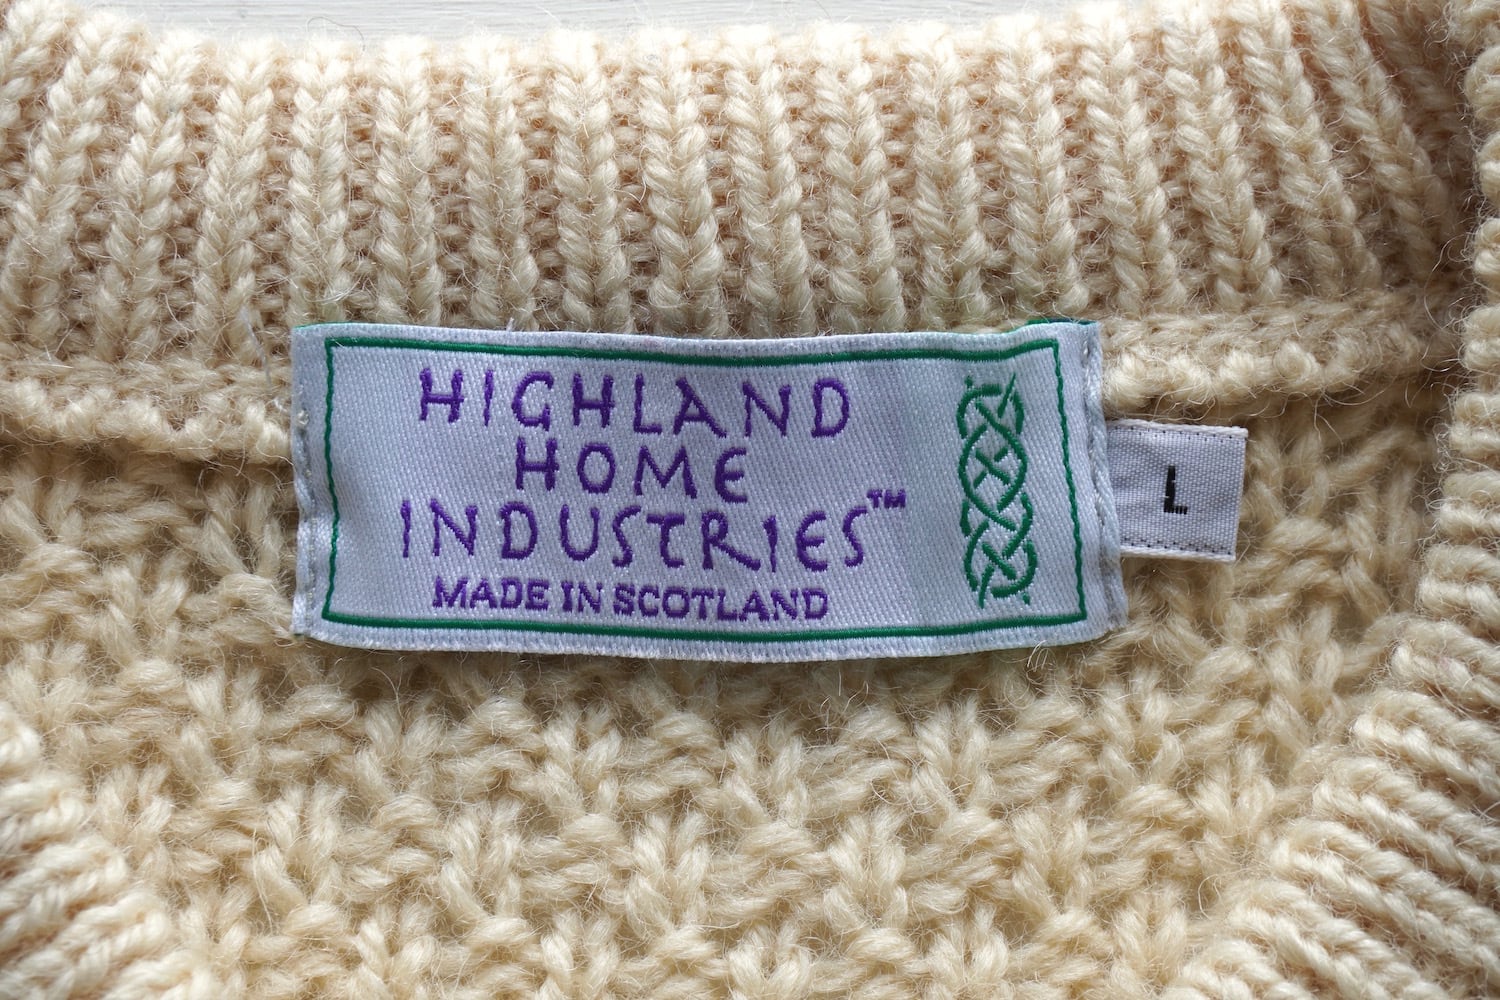 HIGHLAND
HOME
INDUSTRIES™
MADE IN SCOTLAND
L